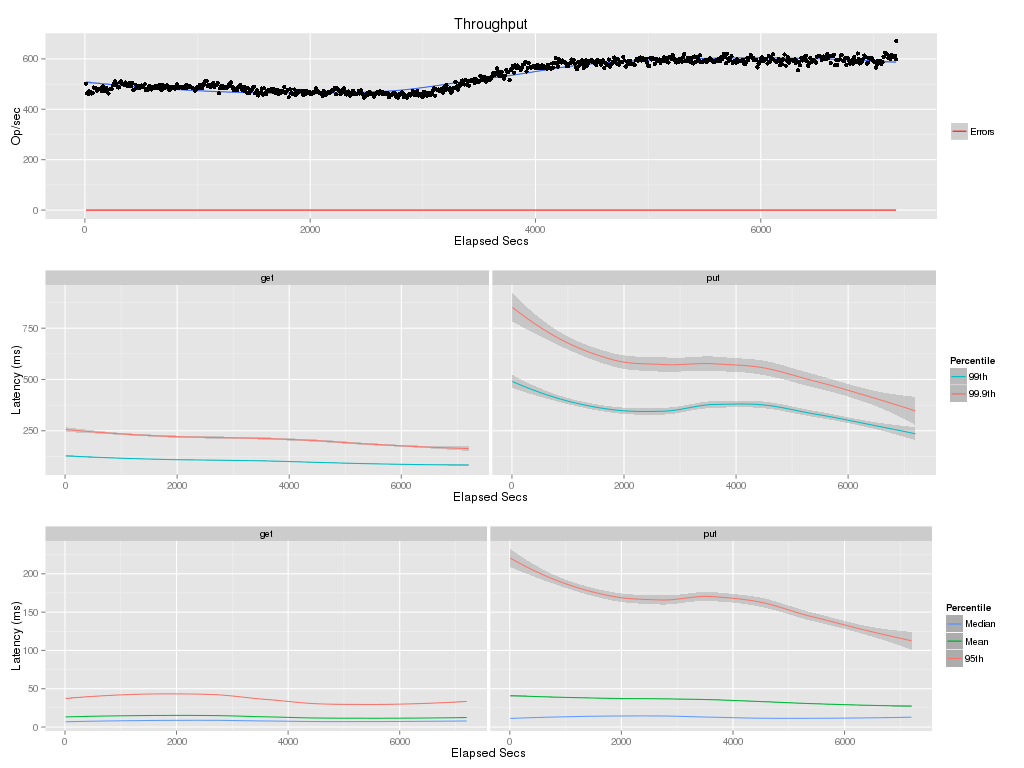 Throughput
Op/sec
600
400
200
0
0 2000 4000 6000
Elapsed Secs
Errors
get put
Latency (ms)
750
500
250
0 2000 4000 6000 0 2000 4000 6000
Elapsed Secs
Percentile
99th
99.9th
get put
Latency (ms)
200
150
100
50
0
0 2000 4000 6000 0 2000 4000 6000
Elapsed Secs
Percentile
Median
Mean
95th